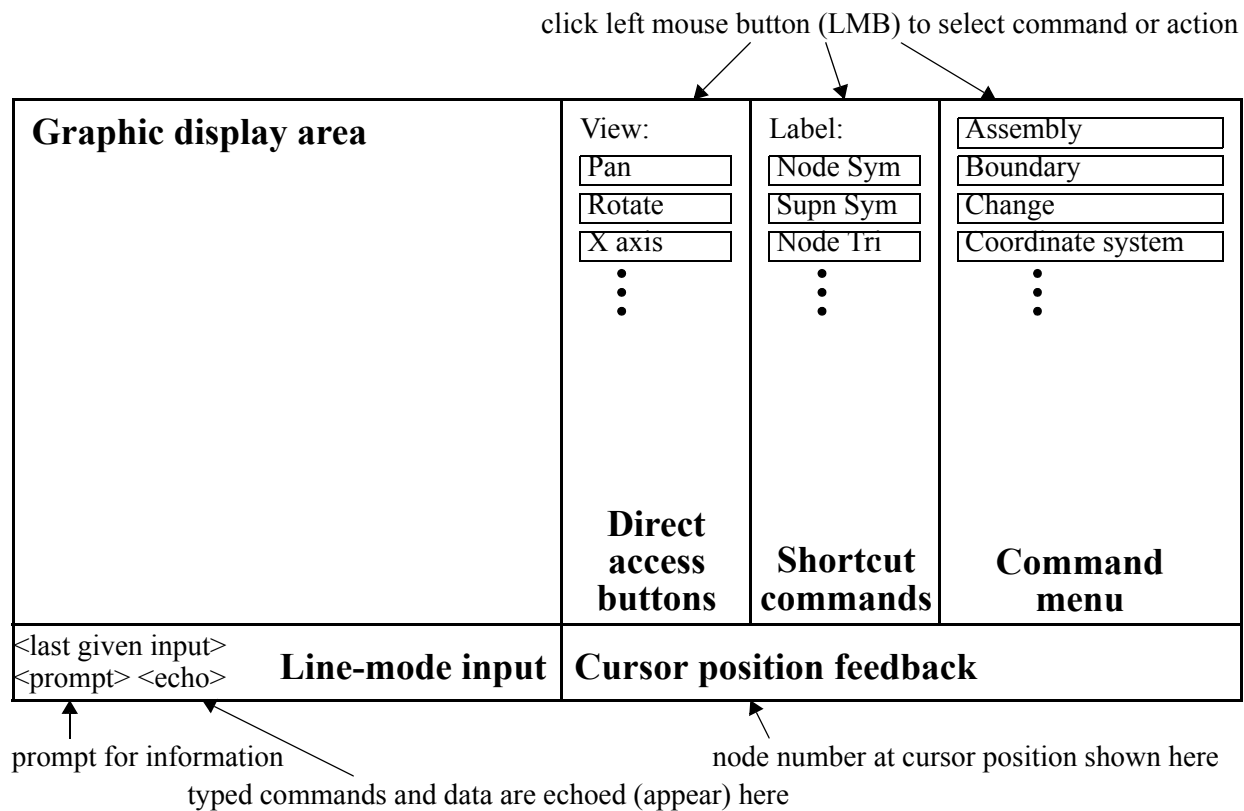 click left mouse button (LMB) to select command or action
Graphic display area
View:
Pan
Rotate
X axis
Direct
access
buttons
Label:
Node Sym
Supn Sym
Node Tri
Shortcut
commands
Assembly
Boundary
Change
Coordinate system
Command
menu
<last given input>
<prompt> <echo>
Line-mode input
Cursor position feedback
prompt for information
node number at cursor position shown here
typed commands and data are echoed (appear) here